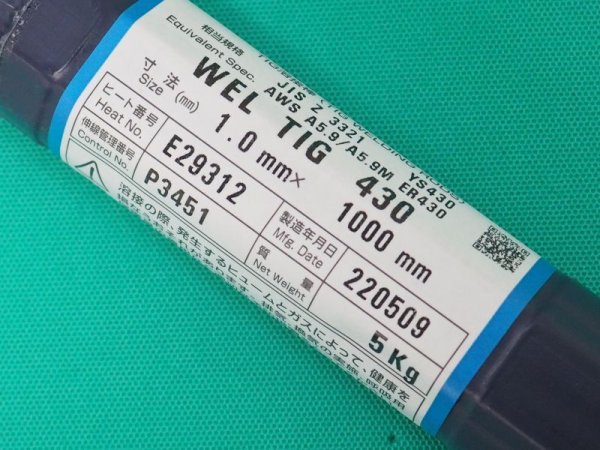 相当規格 JIS Z 3321 YS430
Equivalent Spec. AWS A5.9/A5.9M ER430
WEL TIG 430
寸法 1.0 mm× 1000 mm
Size (mm)
ヒート番号 E29312 製造年月日 220509
Heat No. Mfg. Date
伸線管理番号 P3451 質量 5 Kg
Control No. Net Weight
溶接の際、発生するヒュームとガスによって、健康を